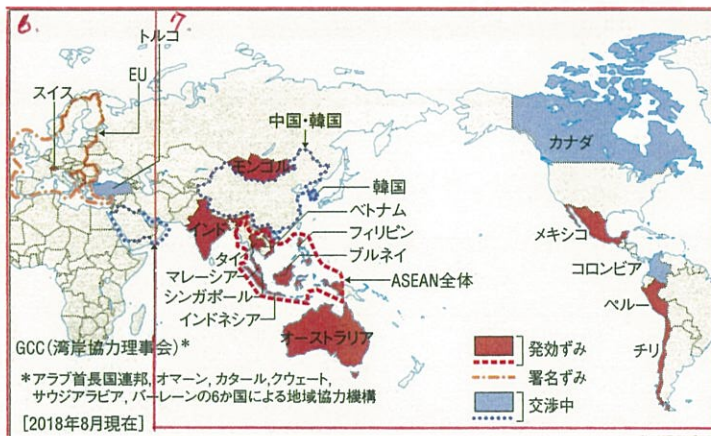 6.
7.
トルコ
EU
スイス
中国・韓国
カナダ
モンゴル
韓国
ベトナム
インド
フィリピン
メキシコ
タイ
ブルネイ
コロンビア
マレーシア
ASEAN全体
シンガポール
ペルー
インドネシア
オーストラリア
チリ
GCC(湾岸協力理事会)*
*アラブ首長国連邦,オマーン,カタール,クウェート,
サウジアラビア,バーレーンの6か国による地域協力機構
[2018年8月現在]
発効ずみ
署名ずみ
交渉中